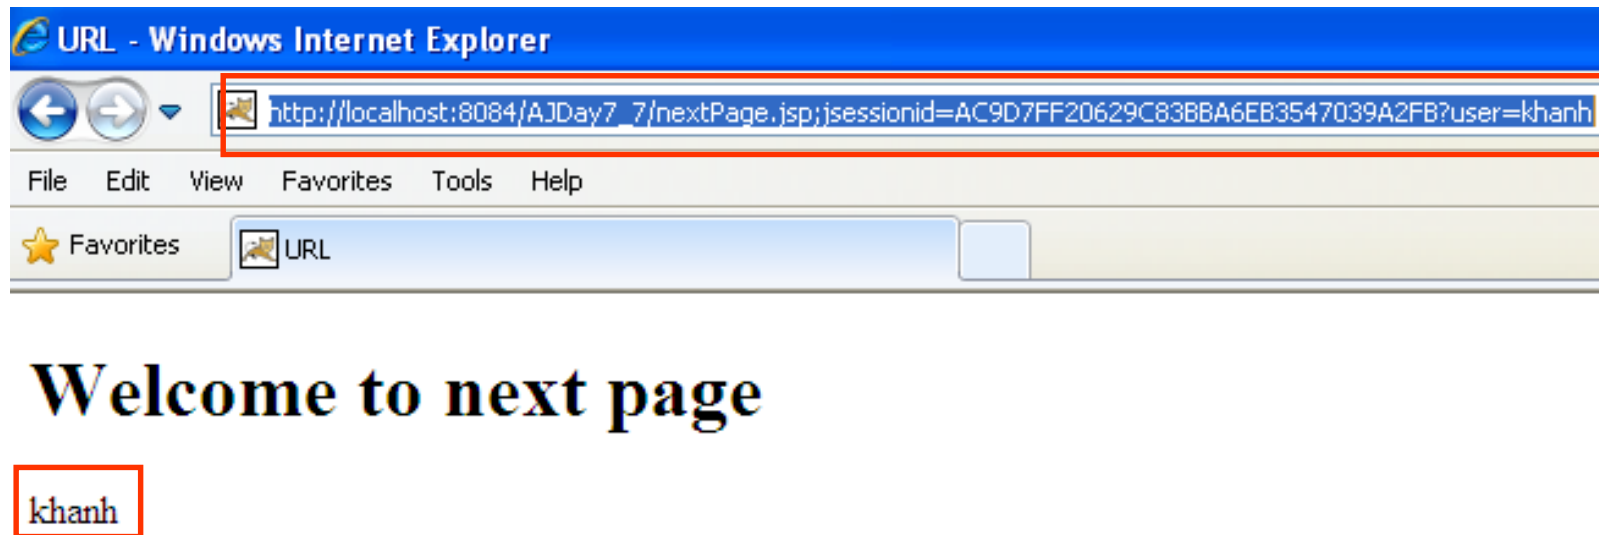 URL - Windows Internet Explorer
http://localhost:8084/AJDay7_7/nextPage.jsp;jsessionid=AC9D7FF20629C83BBA6EB3547039A2FB?user=khanh
File Edit View Favorites Tools Help
Favorites URL
Welcome to next page
khanh